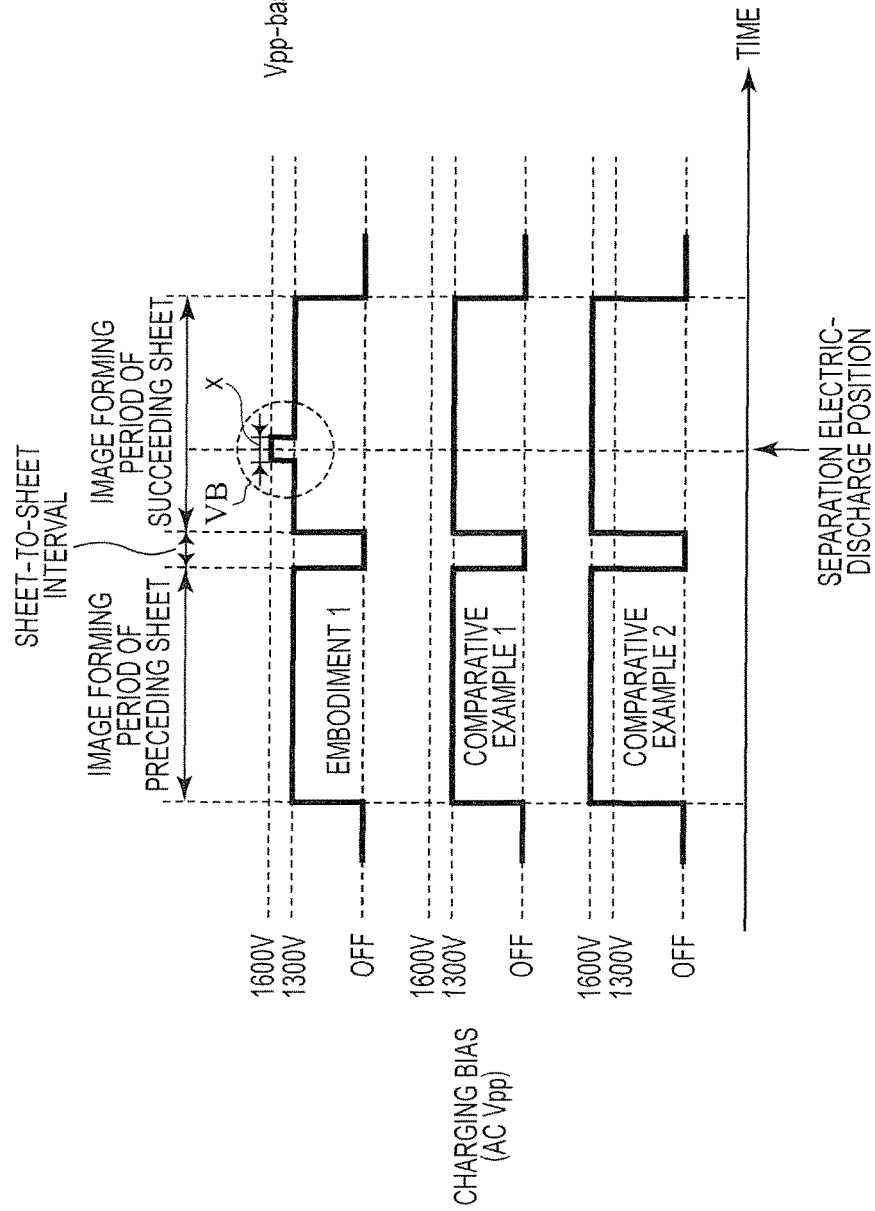 SHEET-TO-SHEET
INTERVAL
IMAGE FORMING
PERIOD OF
PRECEDING SHEET
IMAGE FORMING
PERIOD OF
SUCCEEDING SHEET
VB
x
CHARGING BIAS
(AC Vpp)
1600V
1300V
OFF
EMBODIMENT 1
1600V
1300V
OFF
COMPARATIVE
EXAMPLE 1
1600V
1300V
OFF
COMPARATIVE
EXAMPLE 2
TIME
SEPARATION ELECTRIC-
DISCHARGE POSITION